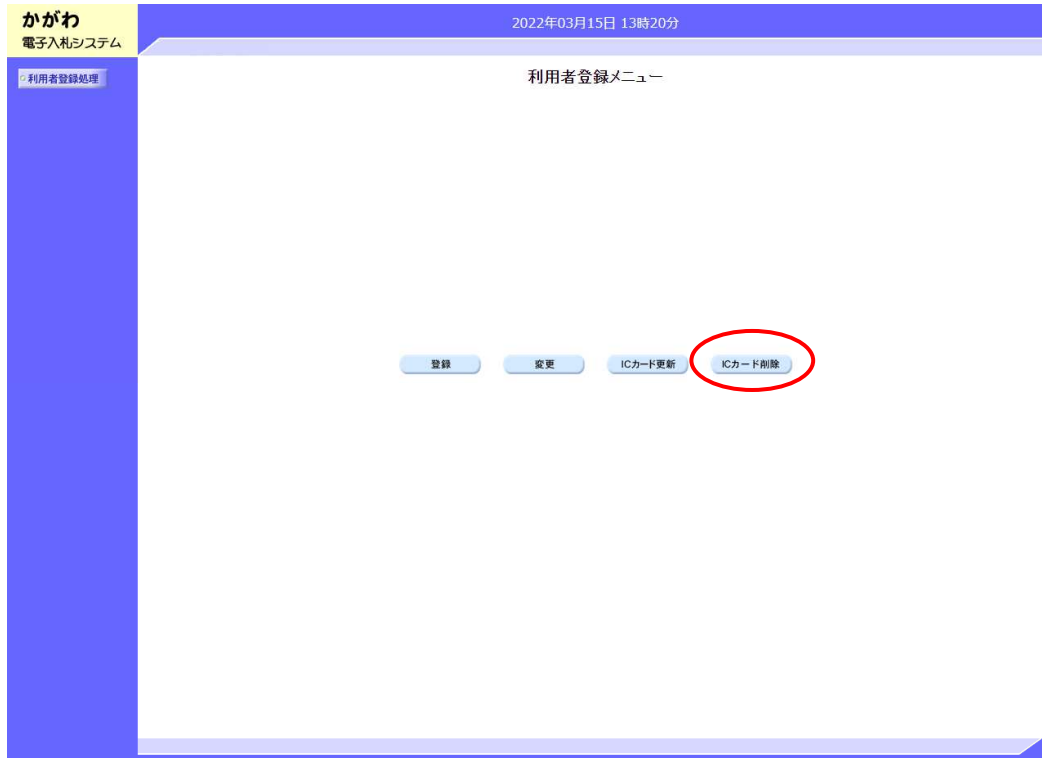 かがわ
電子入札システム
2022年03月15日 13時20分
利用者登録処理
利用者登録メニュー
登録 変更 ICカード更新 ICカード削除